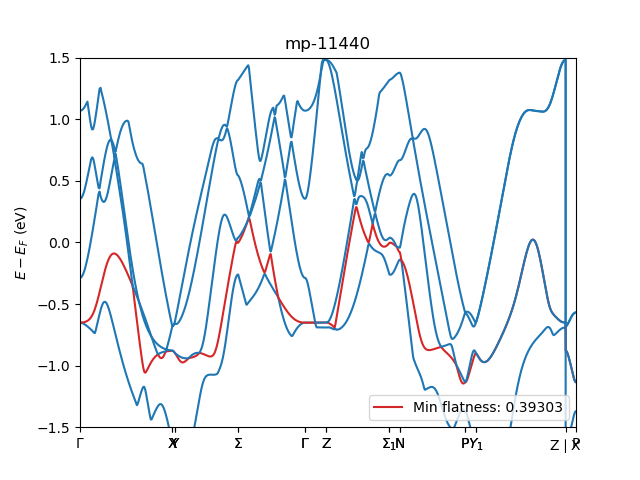 mp-11440
E − E_F (eV)
1.5
1.0
0.5
0.0
−0.5
−1.0
−1.5
Min flatness: 0.39303
Γ Y Σ Γ Z Σ₁ N P Y₁ Z | X